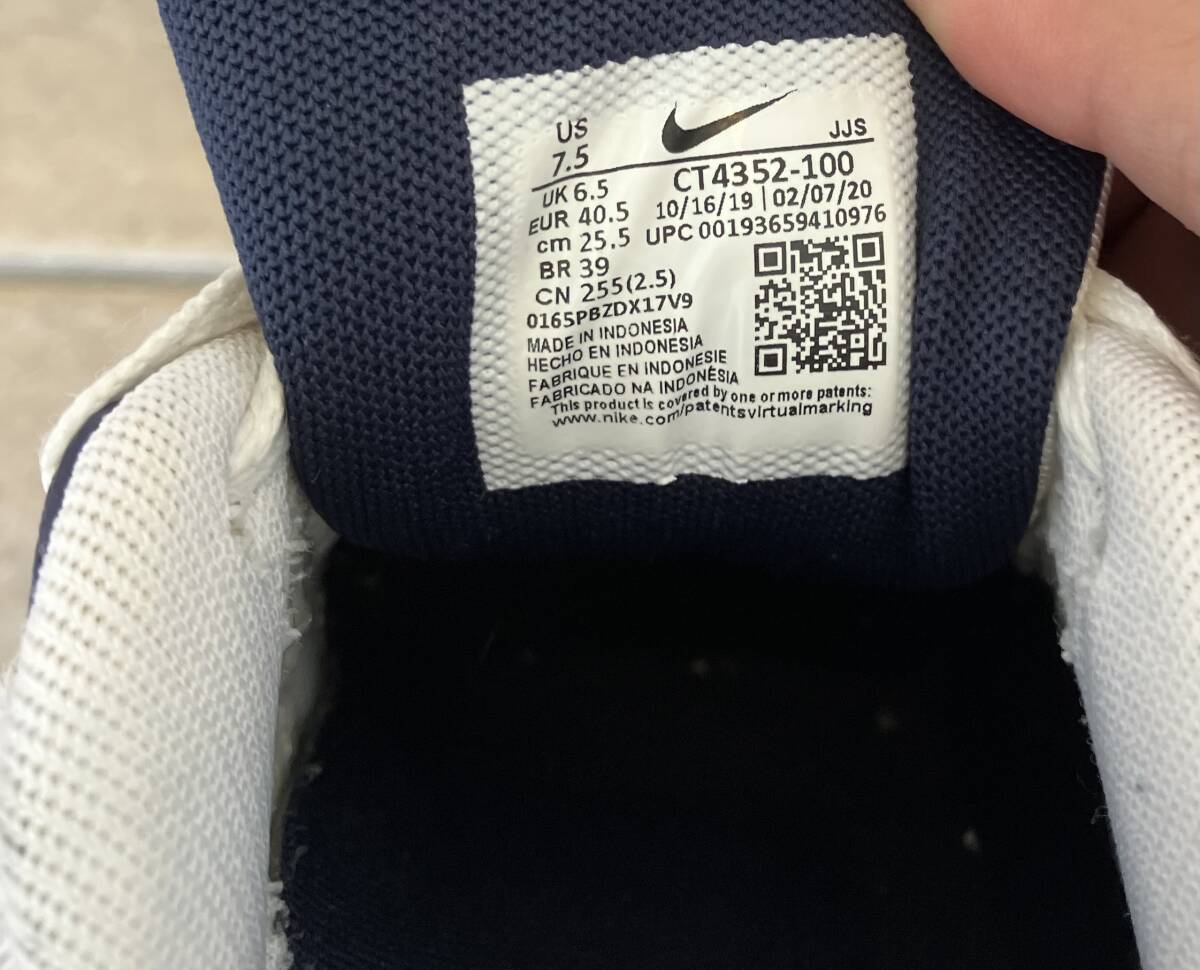 US
7.5
JJS
UK 6.5
CT4352-100
EUR 40.5
10/16/19 | 02/07/20
cm 25.5
UPC 00193659410976
BR 39
CN 255(2.5)
0165PBZDX17V9
MADE IN INDONESIA
HECHO EN INDONESIA
FABRIQUE EN INDONESIE
FABRICADO NA INDONÉSIA
This product is covered by one or more patents:
www.nike.com/patentsvirtualmarking